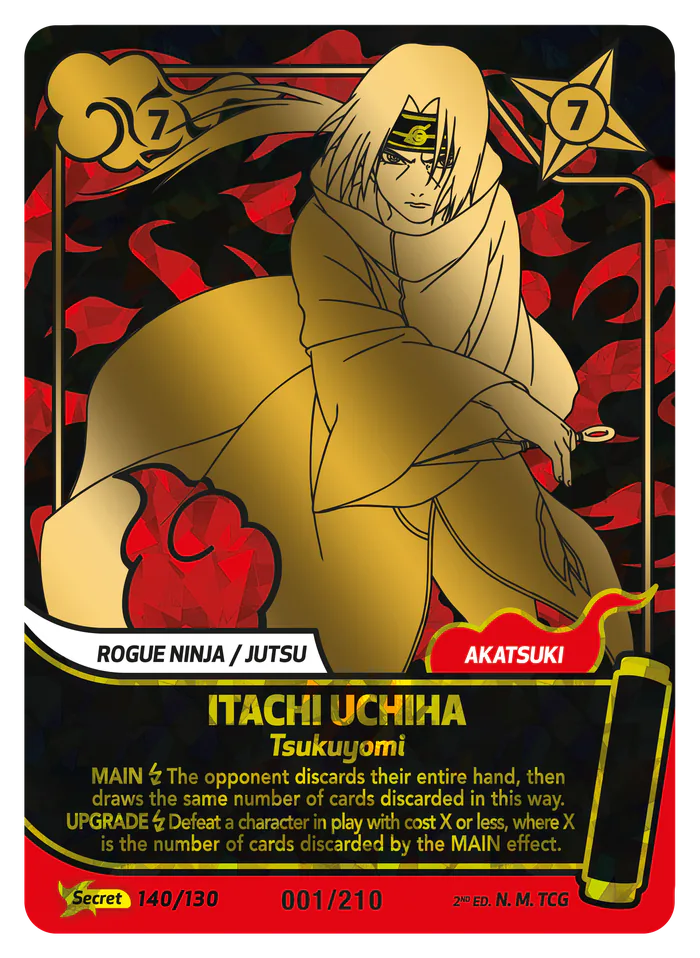 7
7
ROGUE NINJA / JUTSU
AKATSUKI
ITACHI UCHIHA
Tsukuyomi
MAIN The opponent discards their entire hand, then
draws the same number of cards discarded in this way.
UPGRADE Defeat a character in play with cost X or less, where X
is the number of cards discarded by the MAIN effect.
Secret 140/130 001/210 2ND ED. N. M. TCG